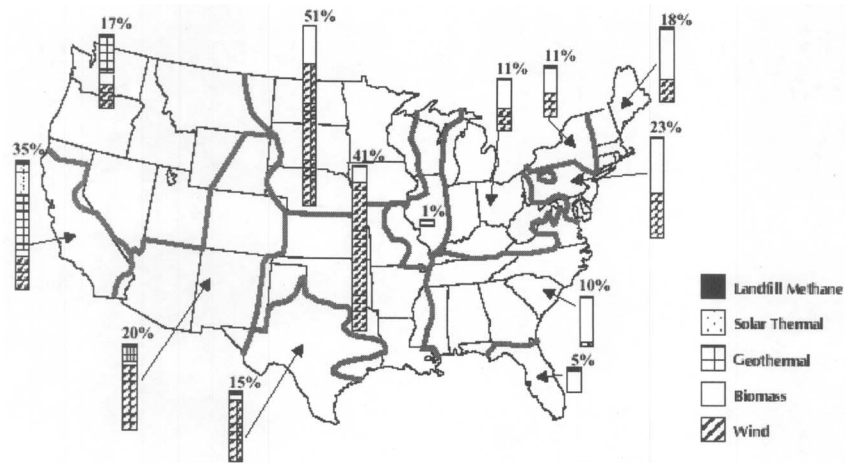 51%
17%
18%
11%
11%
23%
35%
41%
1%
10%
20%
15%
5%
Landfill Methane
Solar Thermal
Geothermal
Biomass
Wind